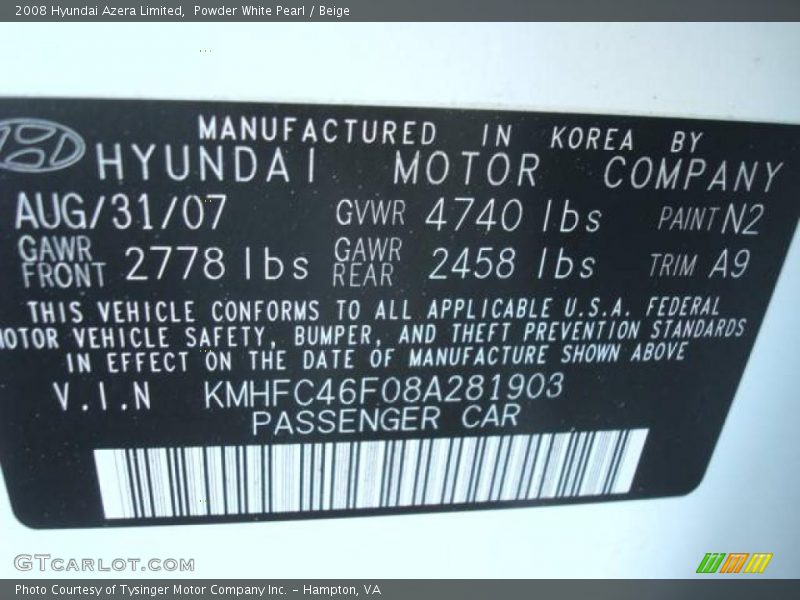 2008 Hyundai Azera Limited,  Powder White Pearl / Beige
MANUFACTURED IN KOREA BY
HYUNDAI MOTOR COMPANY
AUG/31/07 GVWR 4740 lbs PAINT N2
GAWR FRONT 2778 lbs GAWR REAR 2458 lbs TRIM A9
THIS VEHICLE CONFORMS TO ALL APPLICABLE U.S.A. FEDERAL
MOTOR VEHICLE SAFETY, BUMPER, AND THEFT PREVENTION STANDARDS
IN EFFECT ON THE DATE OF MANUFACTURE SHOWN ABOVE
V.I.N KMHFC46F08A281903
PASSENGER CAR
GTCARLOT.COM
Photo Courtesy of Tysinger Motor Company Inc. - Hampton, VA